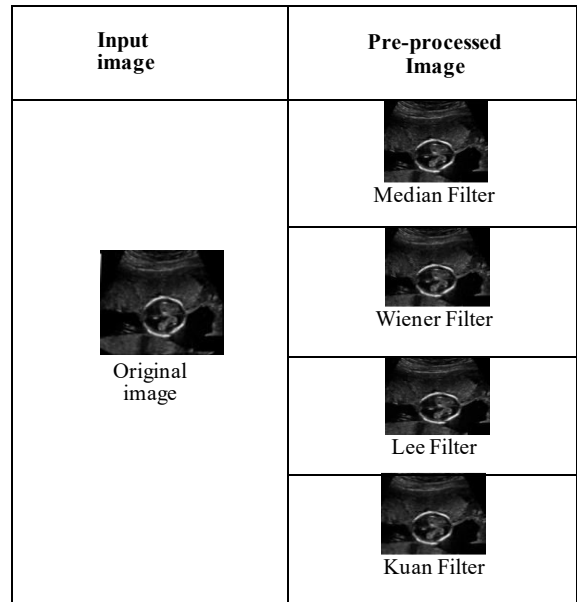 Input
image
Pre-processed
Image
Original
image
Median Filter
Wiener Filter
Lee Filter
Kuan Filter